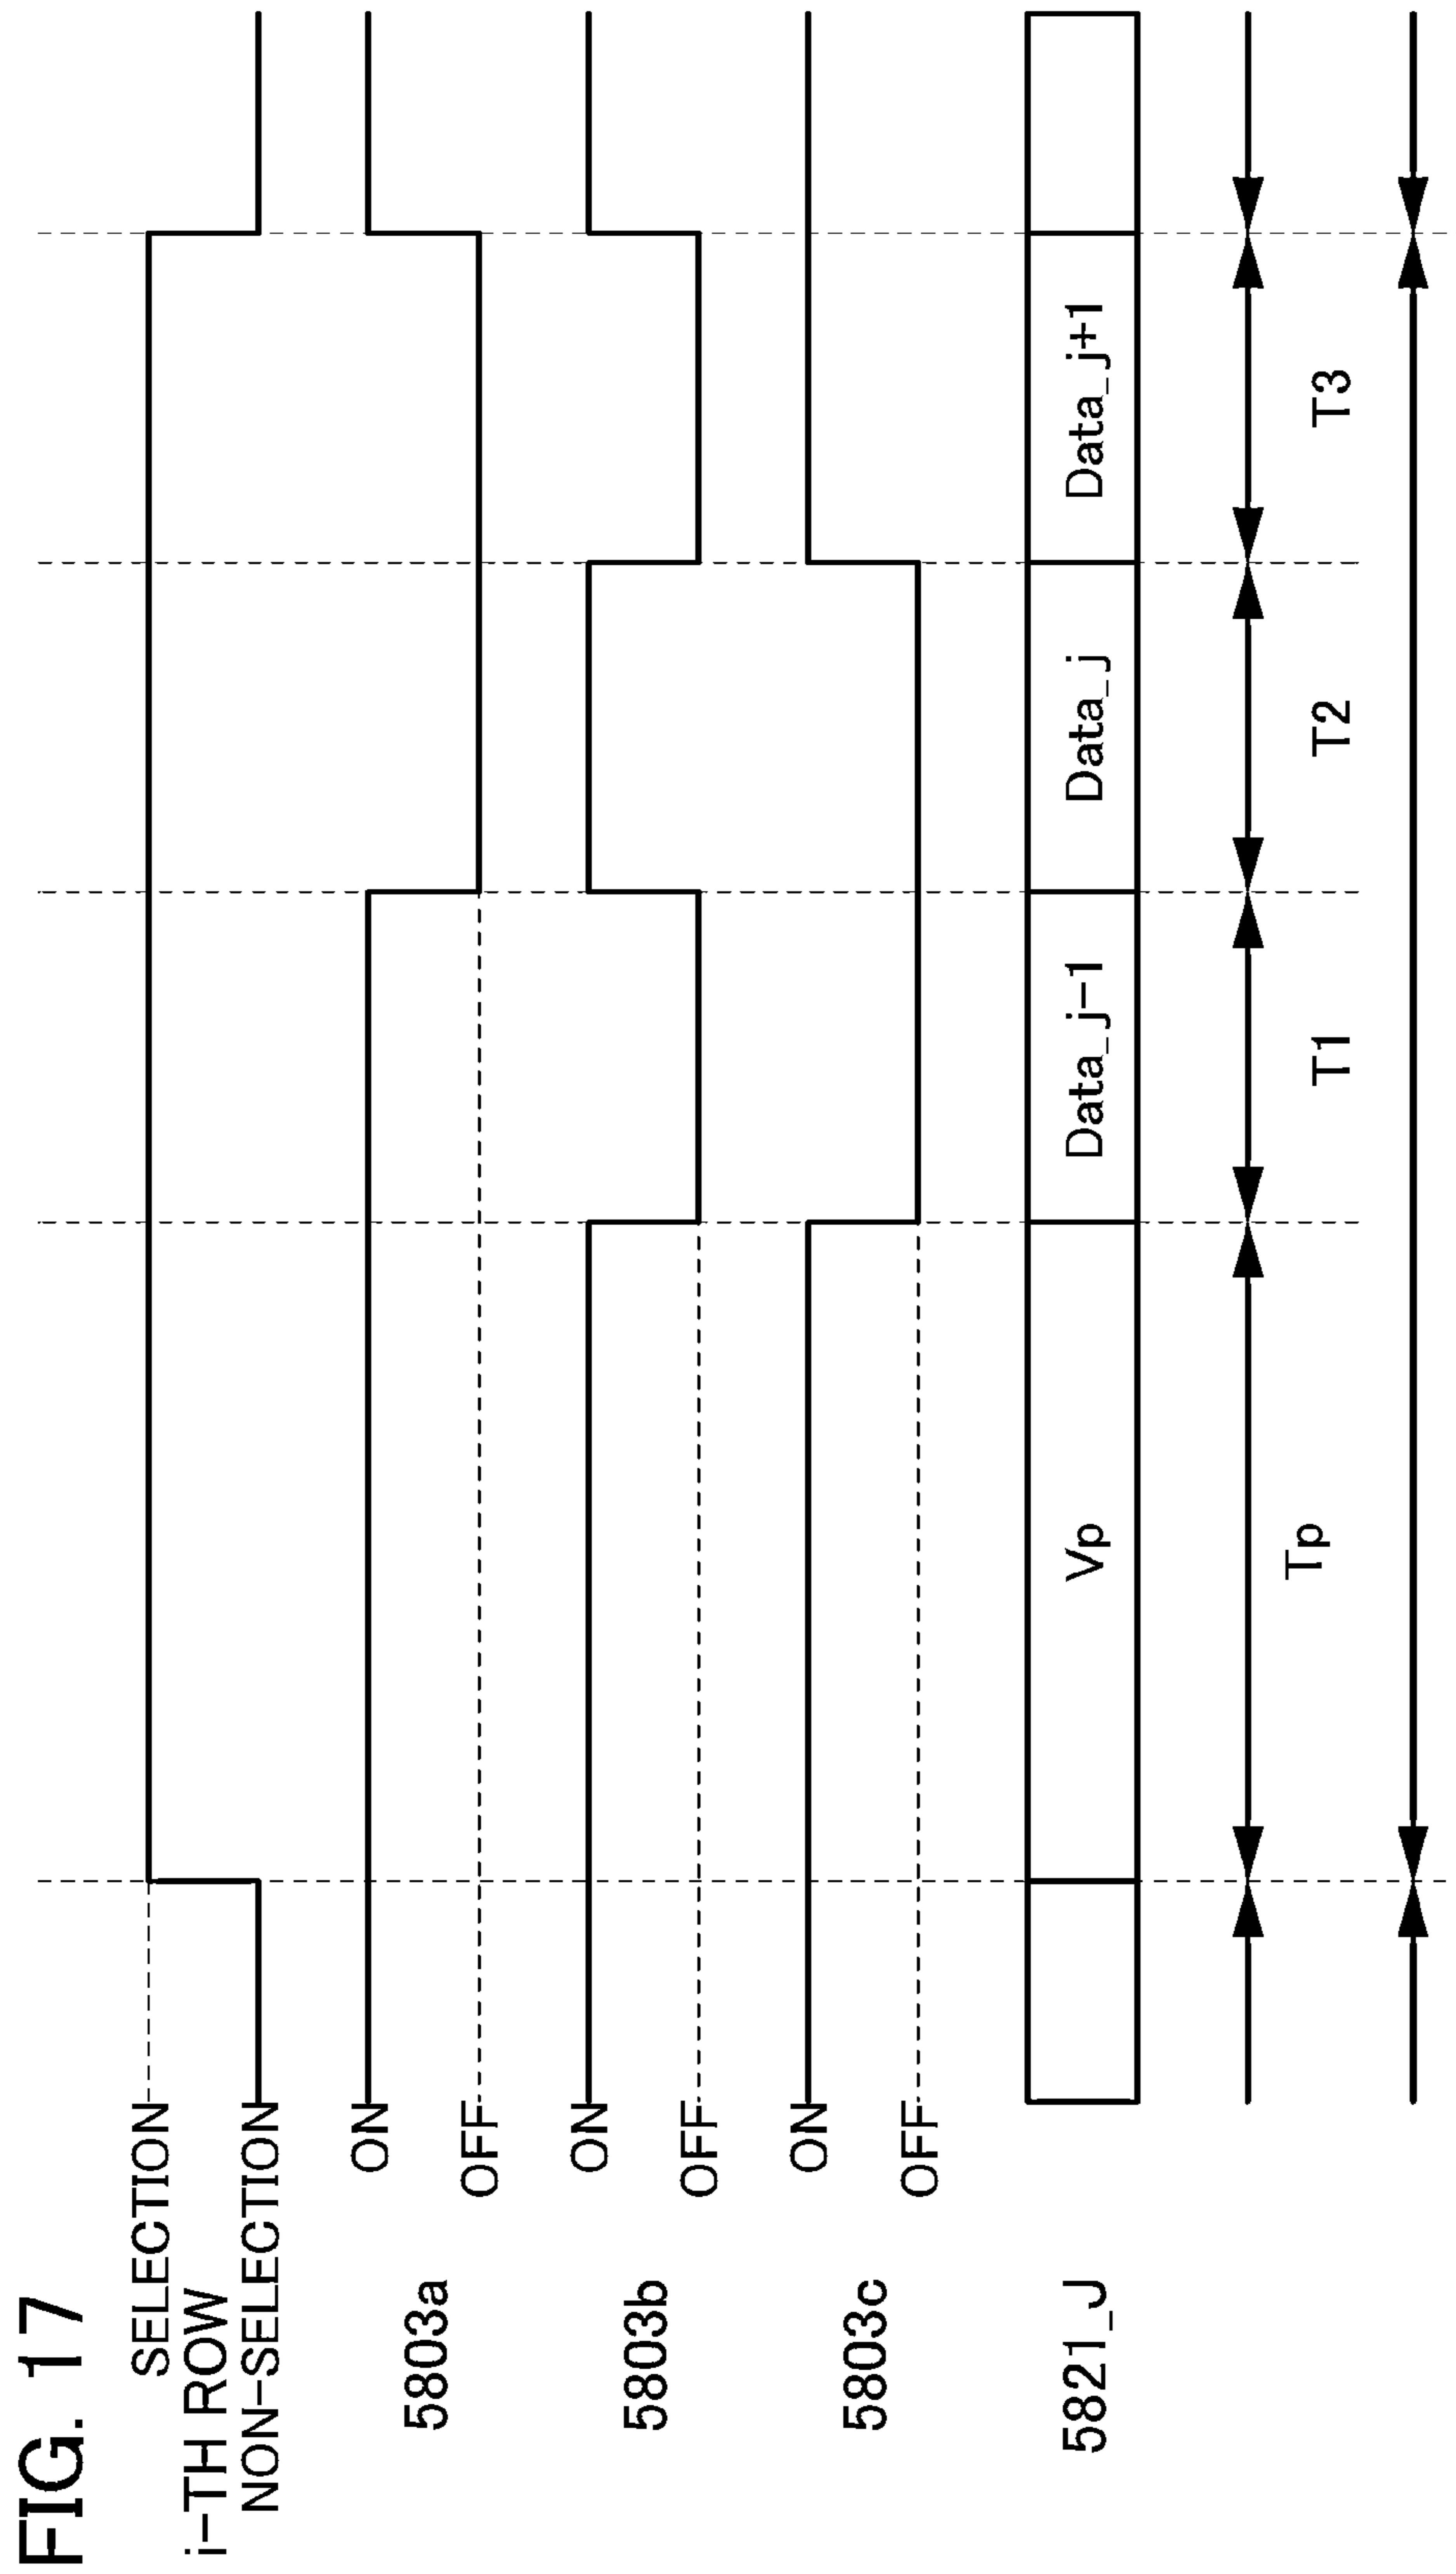 FIG. 17
SELECTION
i-TH ROW
NON-SELECTION
5803a
ON
OFF
5803b
ON
OFF
5803c
ON
OFF
5821_J
Vp
Data_j-1
Data_j
Data_j+1
Tp
T1
T2
T3